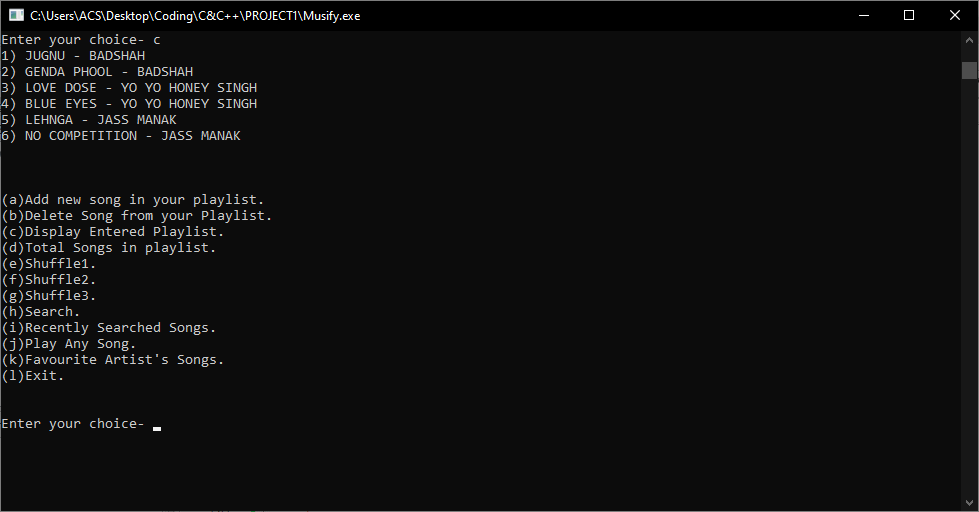 C:\Users\ACS\Desktop\Coding\C&C++\PROJECT1\Musify.exe
Enter your choice- c
1) JUGNU - BADSHAH
2) GENDA PHOOL - BADSHAH
3) LOVE DOSE - YO YO HONEY SINGH
4) BLUE EYES - YO YO HONEY SINGH
5) LEHNGA - JASS MANAK
6) NO COMPETITION - JASS MANAK
(a)Add new song in your playlist.
(b)Delete Song from your Playlist.
(c)Display Entered Playlist.
(d)Total Songs in playlist.
(e)Shuffle1.
(f)Shuffle2.
(g)Shuffle3.
(h)Search.
(i)Recently Searched Songs.
(j)Play Any Song.
(k)Favourite Artist's Songs.
(l)Exit.
Enter your choice-